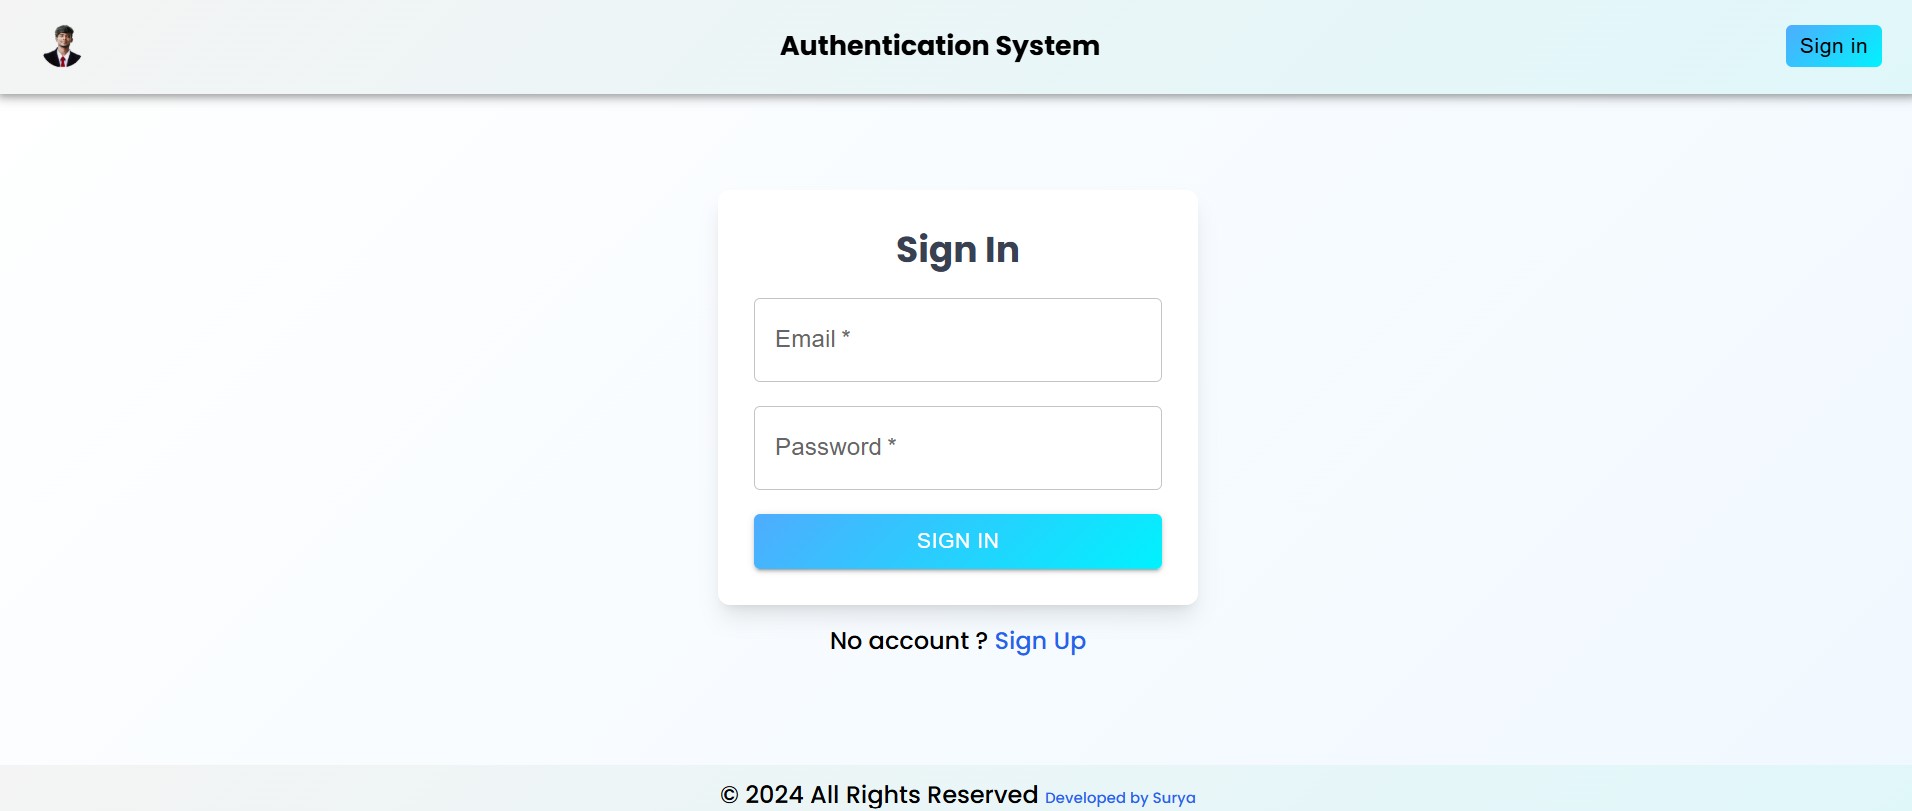 Authentication System
Sign in
Sign In
Email *
Password *
SIGN IN
No account ? Sign Up
© 2024 All Rights Reserved Developed by Surya